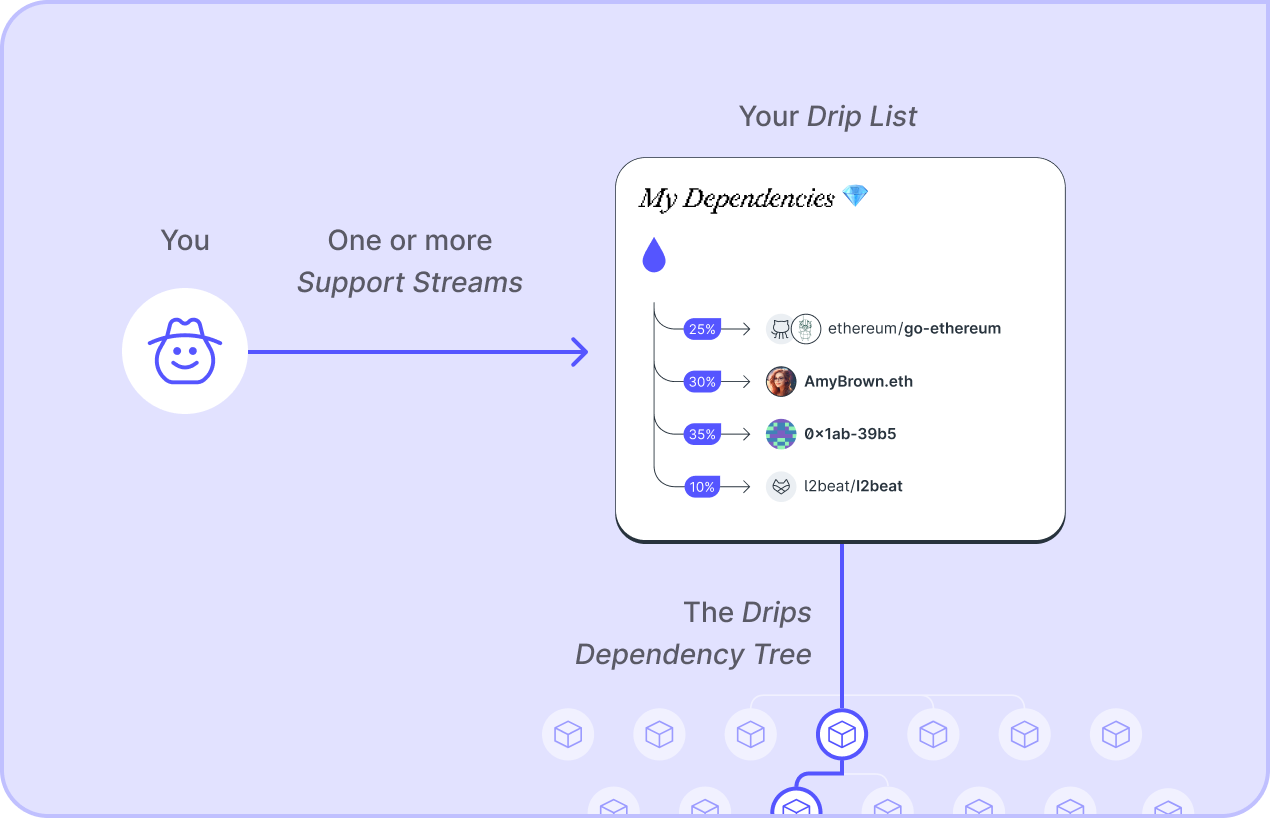 Your Drip List
My Dependencies 💎
You
One or more
Support Streams
25%
ethereum/go-ethereum
30%
AmyBrown.eth
35%
0×1ab-39b5
10%
l2beat/l2beat
The Drips
Dependency Tree